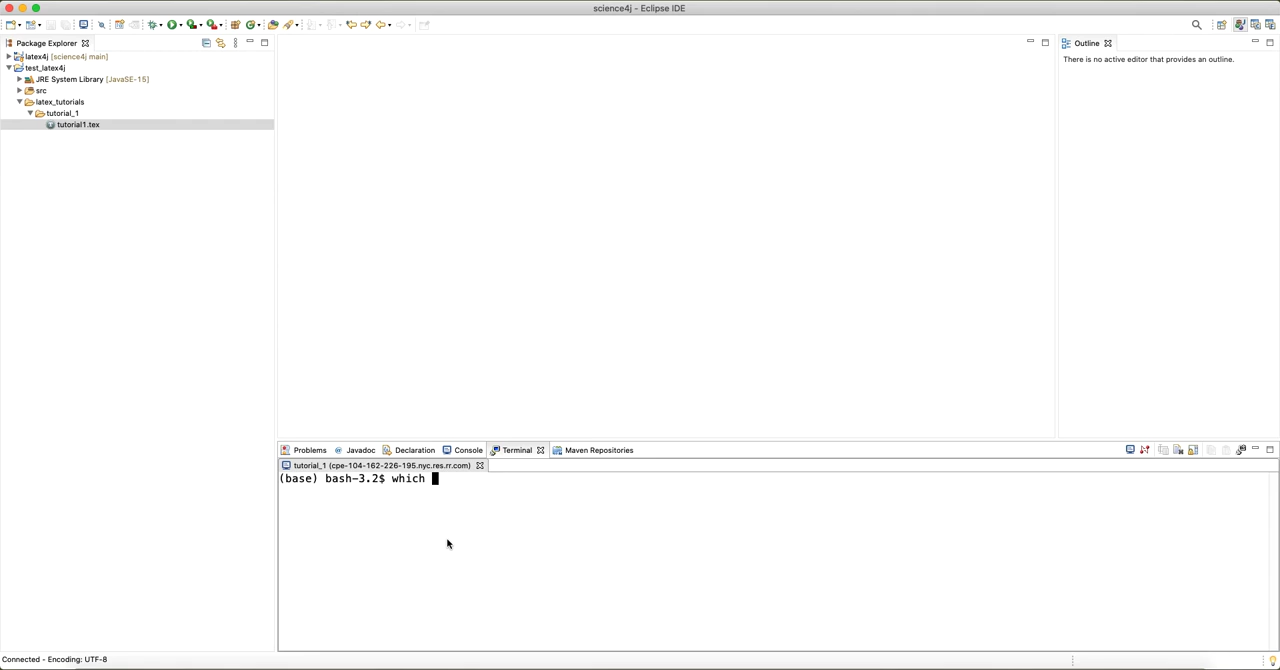 science4j - Eclipse IDE
Package Explorer
latex4j [science4j main]
test_latex4j
JRE System Library [JavaSE-15]
src
latex_tutorials
tutorial_1
tutorial1.tex
Outline
There is no active editor that provides an outline.
Problems
Javadoc
Declaration
Console
Terminal
Maven Repositories
tutorial_1 (cpe-104-162-226-195.nyc.res.rr.com)
(base) bash-3.2$ which
Connected - Encoding: UTF-8